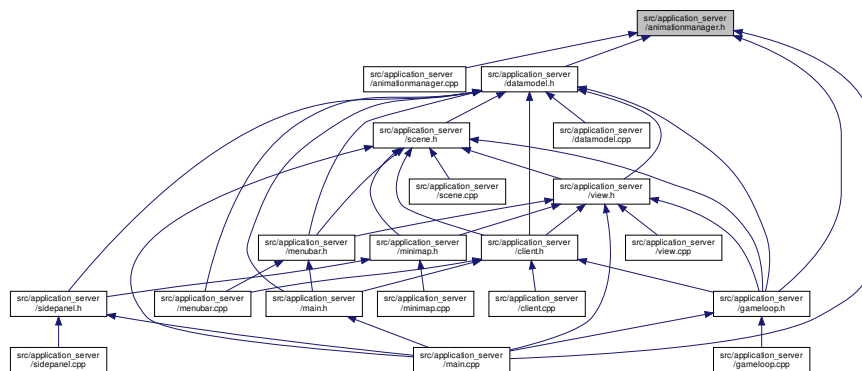 src/application_server
/animationmanager.h
src/application_server
/animationmanager.cpp
src/application_server
/datamodel.h
src/application_server
/scene.h
src/application_server
/datamodel.cpp
src/application_server
/scene.cpp
src/application_server
/view.h
src/application_server
/menubar.h
src/application_server
/minimap.h
src/application_server
/client.h
src/application_server
/view.cpp
src/application_server
/sidepanel.h
src/application_server
/menubar.cpp
src/application_server
/main.h
src/application_server
/minimap.cpp
src/application_server
/client.cpp
src/application_server
/gameloop.h
src/application_server
/sidepanel.cpp
src/application_server
/main.cpp
src/application_server
/gameloop.cpp